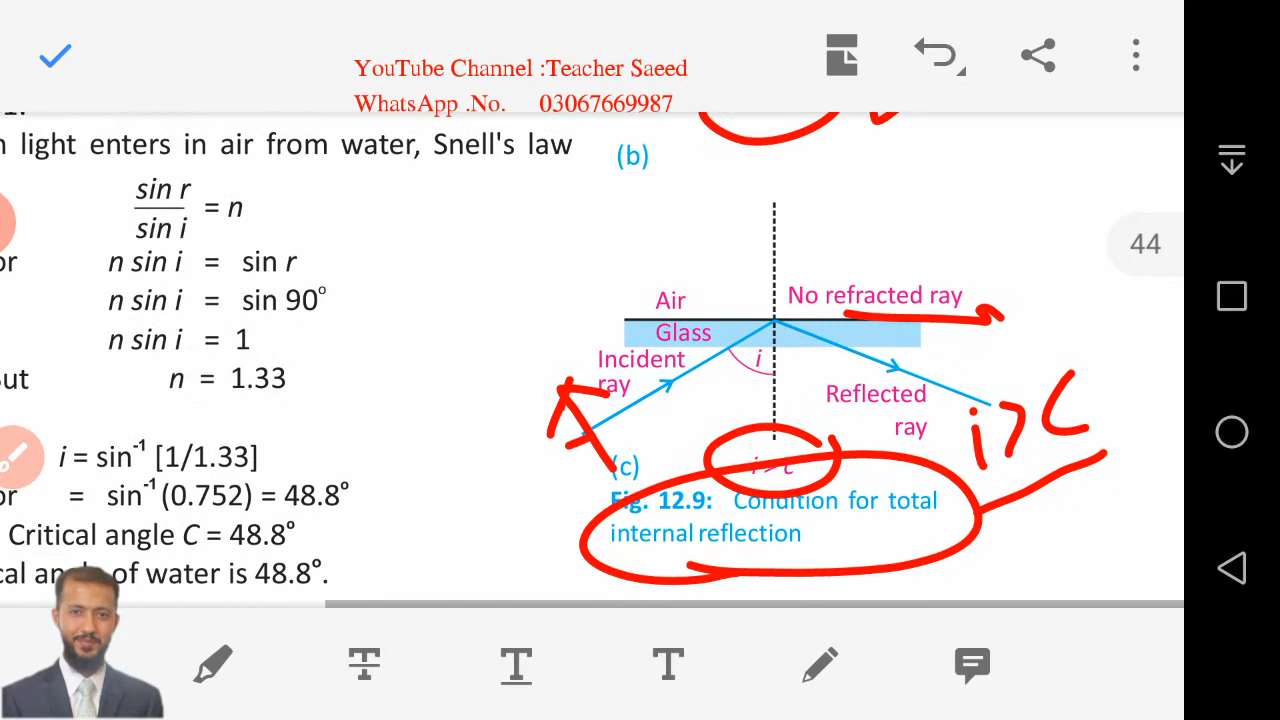 YouTube Channel :Teacher Saeed
WhatsApp .No. 03067669987
light enters in air from water, Snell's law
sin r
sin i
= n
n sin i = sin r
n sin i = sin 90°
n sin i = 1
But n = 1.33
i = sin⁻¹ [1/1.33]
= sin⁻¹ (0.752) = 48.8°
Critical angle C = 48.8°
angle of water is 48.8°.
(b)
Air
No refracted ray
Glass
Incident
ray
i
Reflected
ray
i > C
(c)
i > c
Fig. 12.9: Condition for total
internal reflection
44